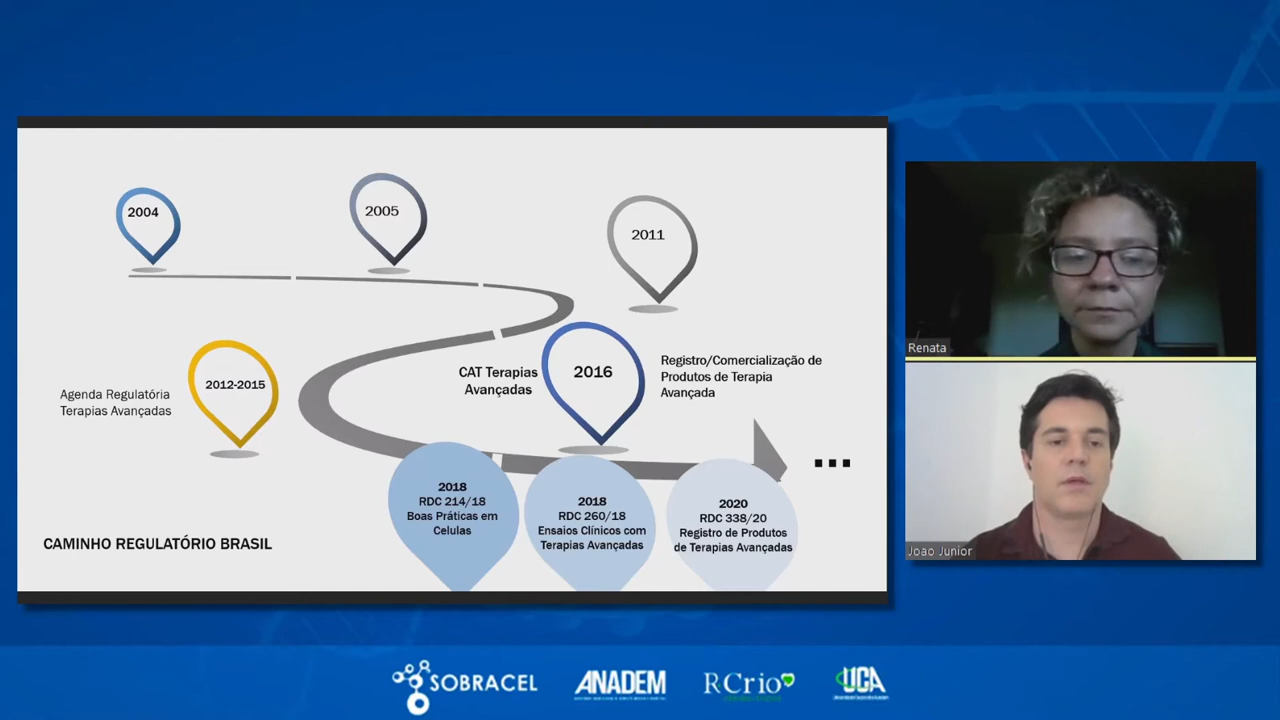 2004
2005
2011
2012-2015
Agenda Regulatória
Terapias Avançadas
CAT Terapias
Avançadas
2016
Registro/Comercialização de
Produtos de Terapia
Avançada
2018
RDC 214/18
Boas Práticas em
Celulas
2018
RDC 260/18
Ensaios Clínicos com
Terapias Avançadas
2020
RDC 338/20
Registro de Produtos
de Terapias Avançadas
CAMINHO REGULATÓRIO BRASIL
Renata
Joao Junior
SOBRACEL
ANADEM
RCrio
UCA